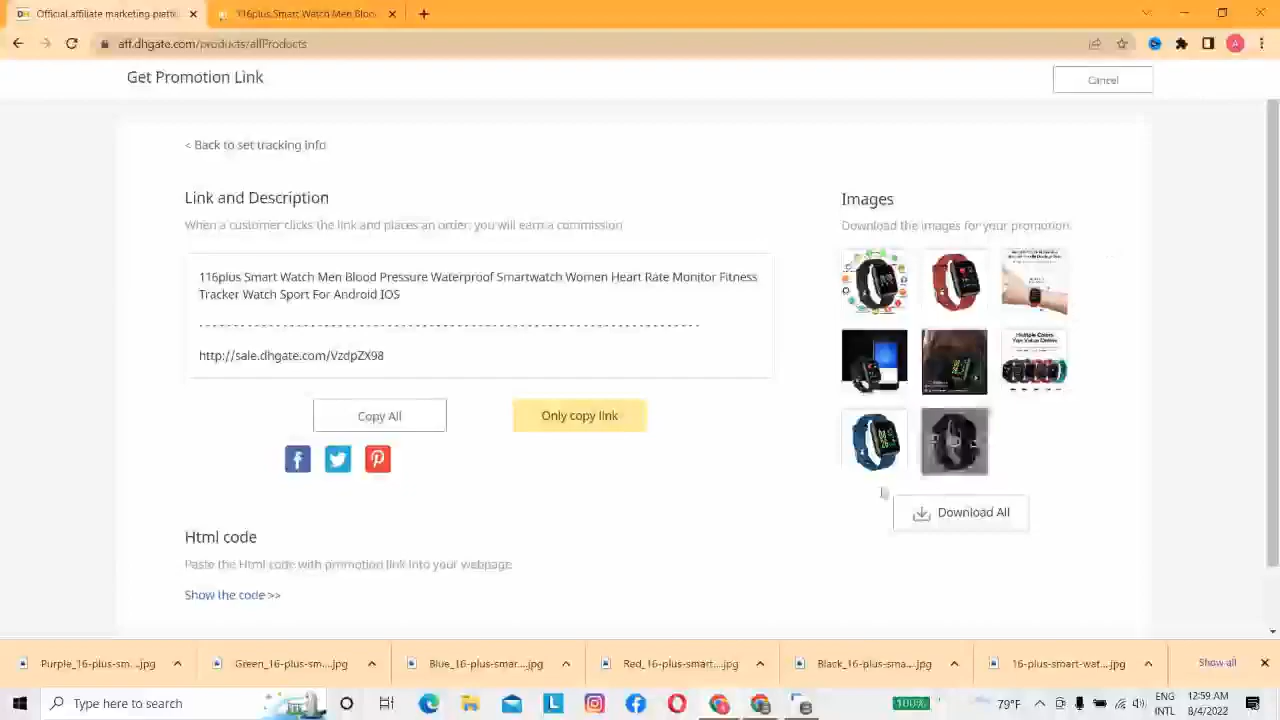 Official affiliate marketing-partne
116plus Smart Watch Men Bloo
aff.dhgate.com/products/allProducts
Get Promotion Link
Cancel
< Back to set tracking info
Link and Description
When a customer clicks the link and places an order, you will earn a commission
116plus Smart Watch Men Blood Pressure Waterproof Smartwatch Women Heart Rate Monitor Fitness
Tracker Watch Sport For Android IOS
http://sale.dhgate.com/VzdpZX98
Copy All
Only copy link
Html code
Paste the Html code with promotion link into your webpage
Show the code >>
Images
Download the images for your promotion.
Multiple Colors
Download All
Purple_16-plus-sm....jpg
Green_16-plus-sm....jpg
Blue_16-plus-smar....jpg
Red_16-plus-smart....jpg
Black_16-plus-sma....jpg
16-plus-smart-wat....jpg
Show all
Type here to search
100%
79°F
ENG
INTL
12:59 AM
8/4/2022